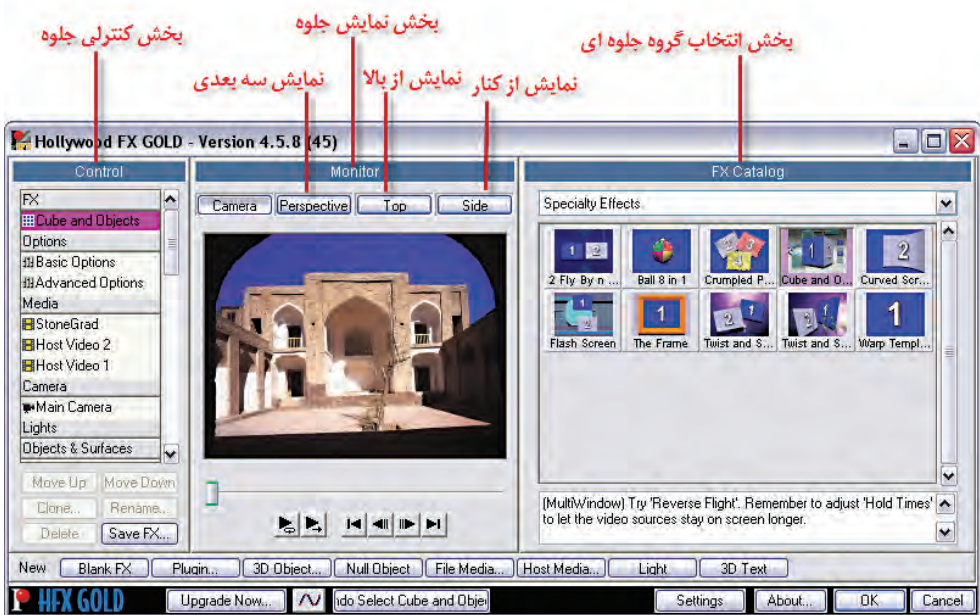 بخش کنترلی جلوه
بخش نمایش جلوه
بخش انتخاب گروه جلوه ای
نمایش سه بعدی
نمایش از بالا
نمایش از کنار
Hollywood FX GOLD - Version 4.5.8 (45)
Control
Monitor
FX Catalog
FX
Cube and Objects
Options
Basic Options
Advanced Options
Media
StoneGrad
Host Video 2
Host Video 1
Camera
Main Camera
Lights
Objects & Surfaces
Move Up Move Down
Clone... Rename...
Delete Save FX...
Camera Perspective Top Side
Specialty Effects
2 Fly By n ... Ball 8 in 1 Crumpled P... Cube and O... Curved Scr...
Flash Screen The Frame Twist and S... Twist and S... Warp Templ...
(MultiWindow) Try 'Reverse Flight'. Remember to adjust 'Hold Times'
to let the video sources stay on screen longer.
New Blank FX Plugin... 3D Object... Null Object File Media... Host Media... Light 3D Text
HFX GOLD Upgrade Now... ndo Select Cube and Obje Settings About... OK Cancel